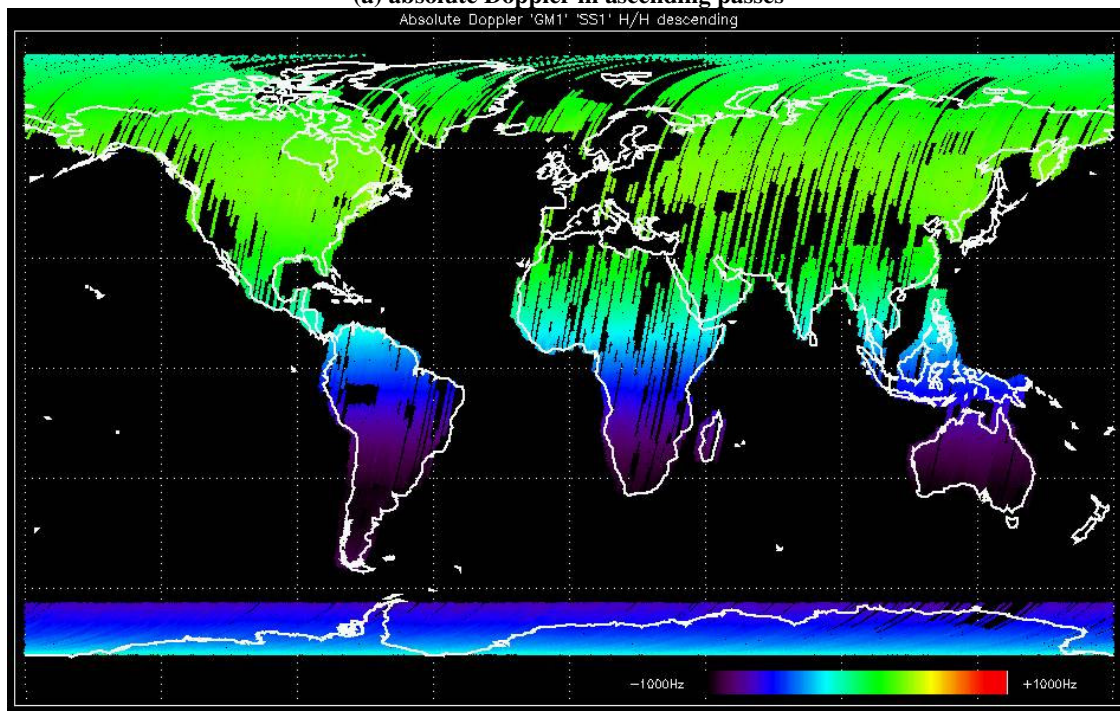 (a) absolute Doppler in ascending passes
Absolute Doppler 'GM1' 'SS1' H/H descending
-1000Hz
+1000Hz